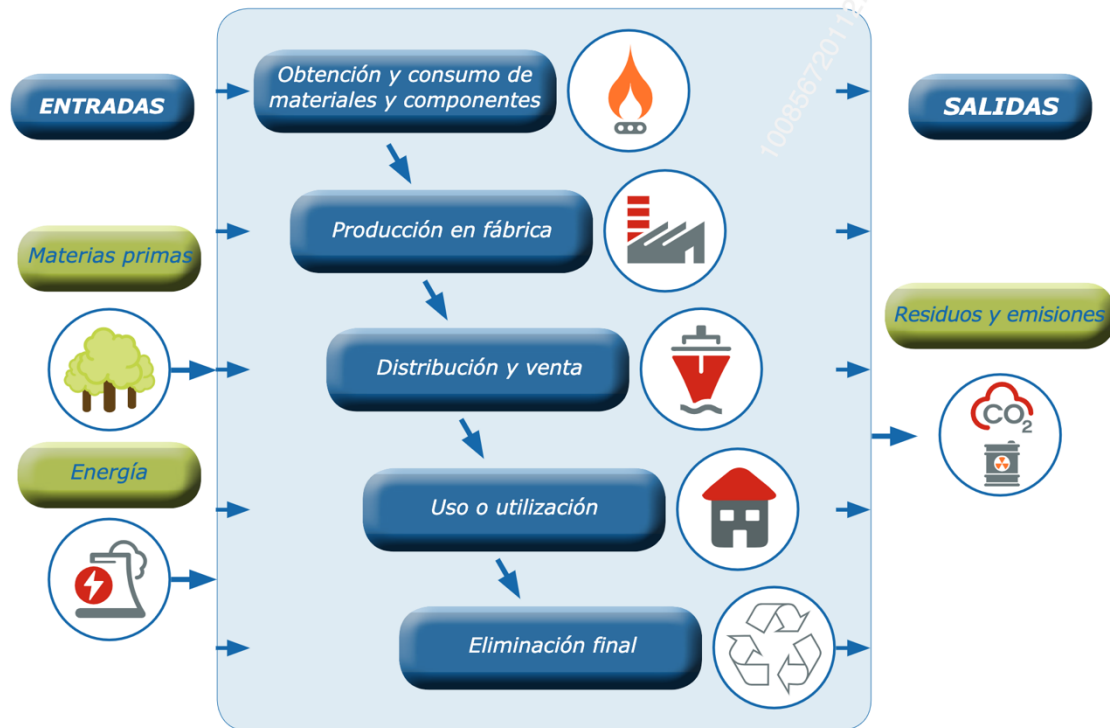 ENTRADAS
Materias primas
Energía
Obtención y consumo de
materiales y componentes
Producción en fábrica
Distribución y venta
Uso o utilización
Eliminación final
SALIDAS
Residuos y emisiones
CO2